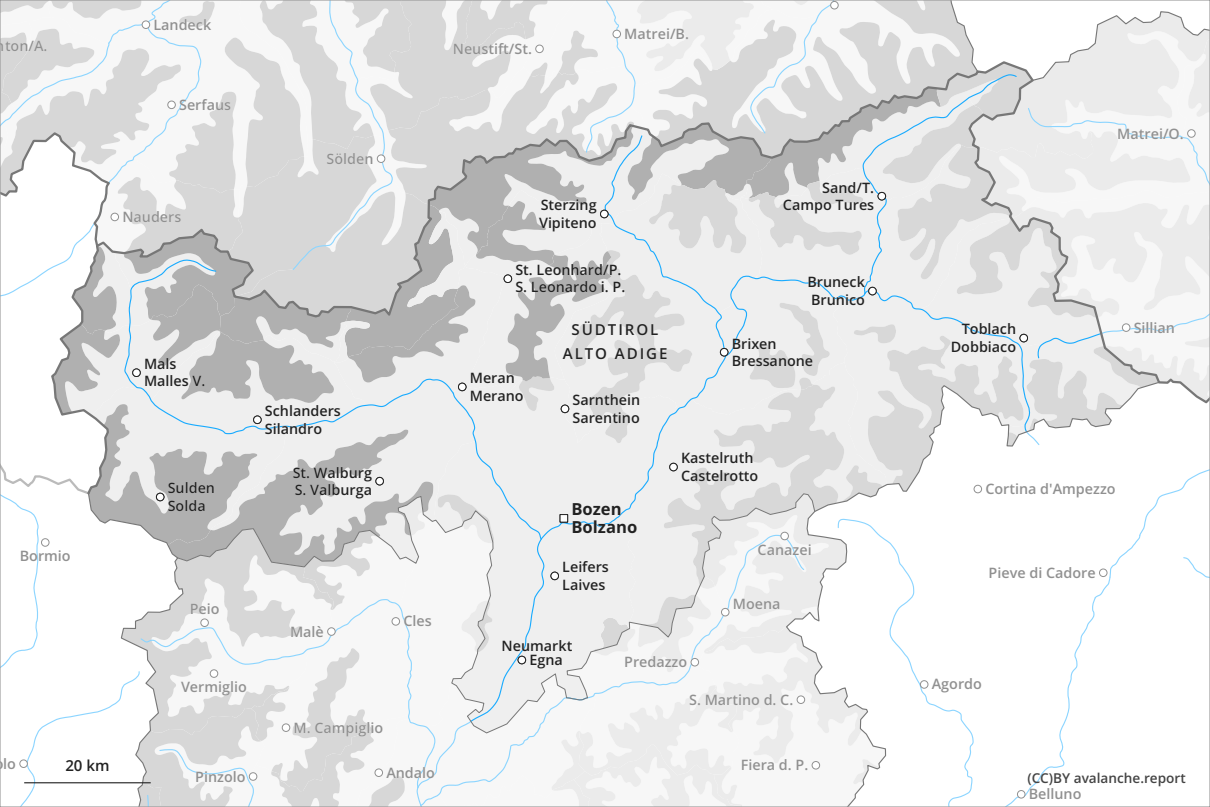 Landeck
Matrei/B.
nton/A.
Neustift/St.
Serfaus
Matrei/O.
Sölden
Sand/T.
Campo Tures
Sterzing
Vipiteno
Nauders
St. Leonhard/P.
S. Leonardo i. P.
Bruneck
Brunico
SÜDTIROL
ALTO ADIGE
Toblach
Dobbiaco
Sillian
Brixen
Bressanone
Mals
Malles V.
Meran
Merano
Sarnthein
Sarentino
Schlanders
Silandro
Kastelruth
Castelrotto
St. Walburg
S. Valburga
Sulden
Solda
Cortina d'Ampezzo
Bozen
Bolzano
Bormio
Canazei
Leifers
Laives
Pieve di Cadore
Peio
Moena
Malè
Cles
Neumarkt
Egna
Predazzo
Vermiglio
Agordo
S. Martino d. C.
M. Campiglio
lo
20 km
Pinzolo
Andalo
Fiera d. P.
(CC)BY avalanche.report
Belluno